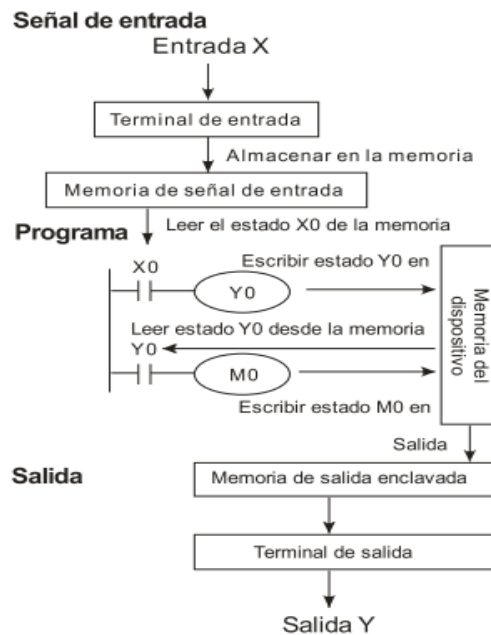 Señal de entrada
Entrada X
Terminal de entrada
Almacenar en la memoria
Memoria de señal de entrada
Leer el estado X0 de la memoria
Programa
X0
Escribir estado Y0 en
Y0
Leer estado Y0 desde la memoria
Y0
M0
Escribir estado M0 en
Memoria del
dispositivo
Salida
Salida
Memoria de salida enclavada
Terminal de salida
Salida Y